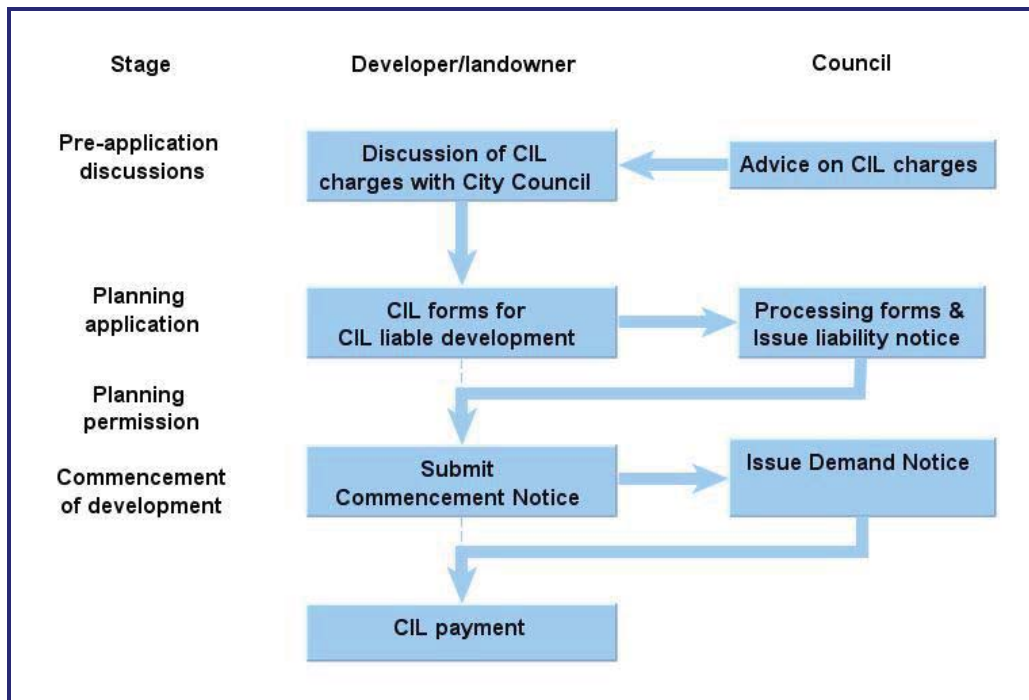 Stage
Developer/landowner
Council
Pre-application
discussions
Discussion of CIL
charges with City Council
Advice on CIL charges
Planning
application
CIL forms for
CIL liable development
Processing forms &
Issue liability notice
Planning
permission
Commencement
of development
Submit
Commencement Notice
Issue Demand Notice
CIL payment